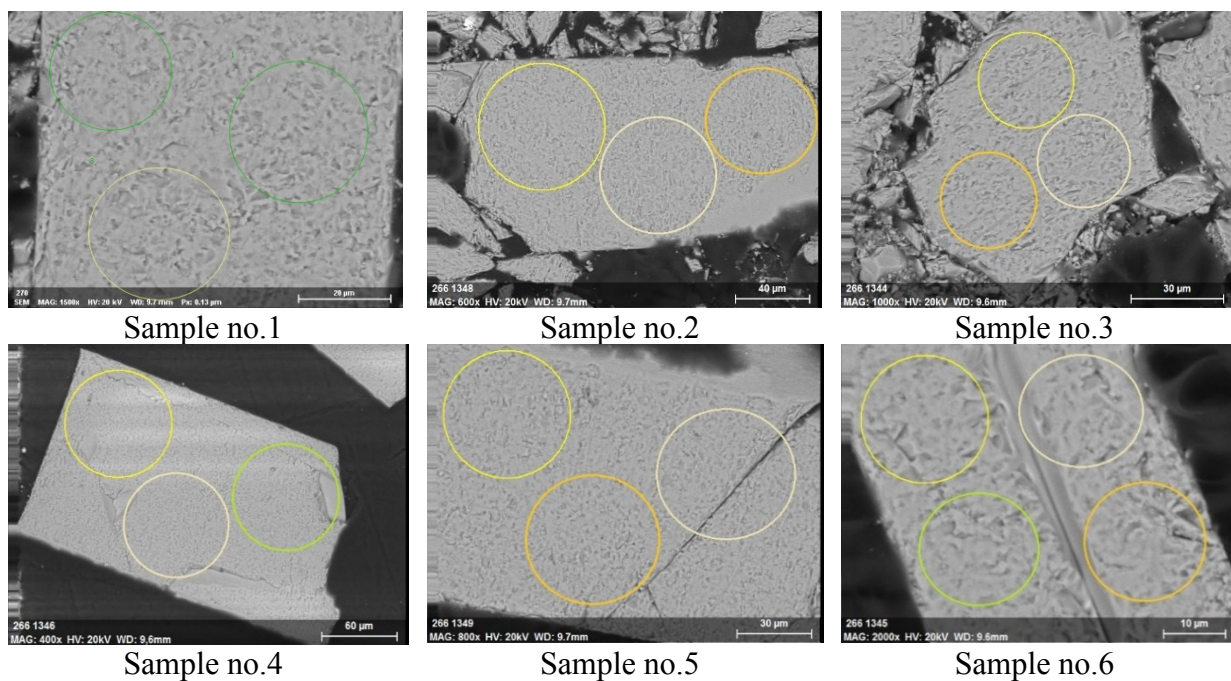 270
20 µm
SEM MAG: 1500x HV: 20 kV WD: 9.7 mm Px: 0.13 µm
266 1348
40 µm
MAG: 600x HV: 20kV WD: 9.7mm
266 1344
30 µm
MAG: 1000x HV: 20kV WD: 9.6mm
Sample no.1
Sample no.2
Sample no.3
266 1346
60 µm
MAG: 400x HV: 20kV WD: 9,6mm
266 1349
30 µm
MAG: 800x HV: 20kV WD: 9.7mm
266 1345
10 µm
MAG: 2000x HV: 20kV WD: 9.6mm
Sample no.4
Sample no.5
Sample no.6